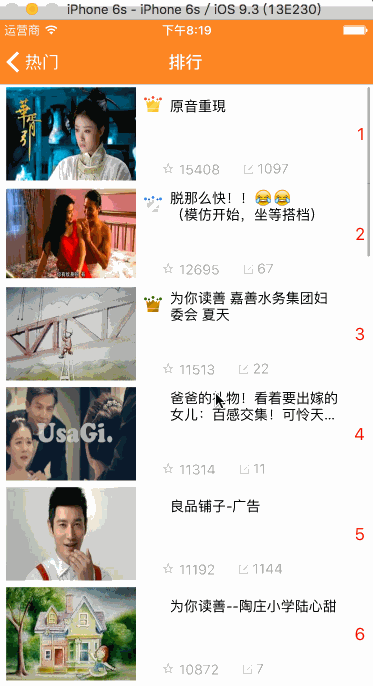 iPhone 6s - iPhone 6s / iOS 9.3 (13E230)
运营商 下午8:19
热门 排行
華胥引
原音重現
1
15408 1097
脱那么快！！😂😂
（模仿开始，坐等搭档）
2
12695 67
为你读善 嘉善水务集团妇
委会 夏天
3
11513 22
爸爸的礼物！看着要出嫁的
女儿：百感交集！可怜天...
UsaGi.
4
11314 11
良品铺子-广告
5
11192 1144
为你读善--陶庄小学陆心甜
6
10872 7